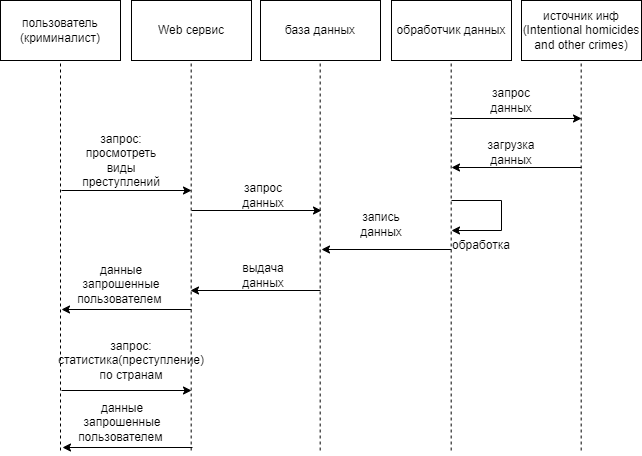 пользователь
(криминалист)
Web сервис
база данных
обработчик данных
источник инф
(Intentional homicides
and other crimes)
запрос
данных
загрузка
данных
запрос:
просмотреть
виды
преступлений
запрос
данных
запись
данных
обработка
выдача
данных
данные
запрошенные
пользователем
запрос:
статистика(преступление)
по странам
данные
запрошенные
пользователем